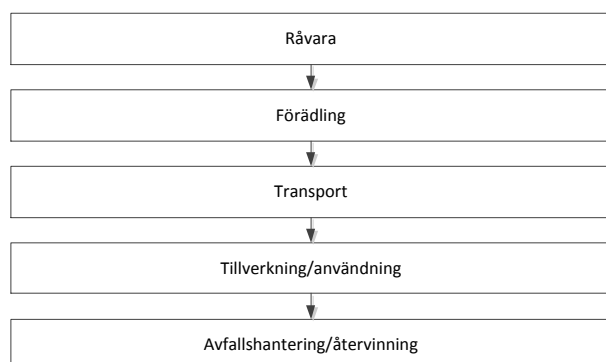 Råvara
Förädling
Transport
Tillverkning/användning
Avfallshantering/återvinning